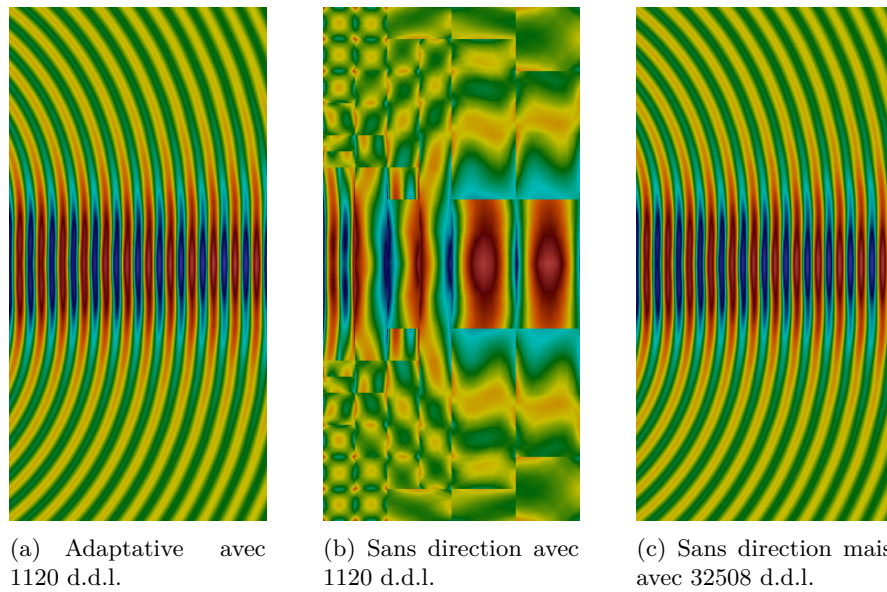 (a) Adaptative avec
1120 d.d.l.
(b) Sans direction avec
1120 d.d.l.
(c) Sans direction mais
avec 32508 d.d.l.